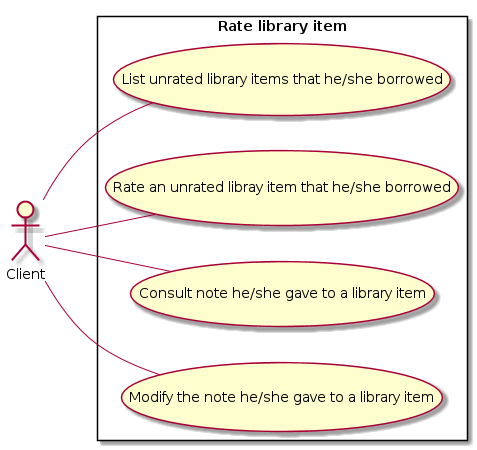 Rate library item
List unrated library items that he/she borrowed
Rate an unrated libray item that he/she borrowed
Consult note he/she gave to a library item
Client
Modify the note he/she gave to a library item